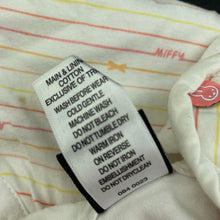 MIFFY
MAIN & LINING
COTTON
EXCLUSIVE OF TRIM
WASH BEFORE WEAR
COLD GENTLE
MACHINE WASH
DO NOT BLEACH
DO NOT TUMBLE DRY
WARM IRON
ON REVERSE
DO NOT IRON
EMBELLISHMENT
DO NOT DRYCLEAN